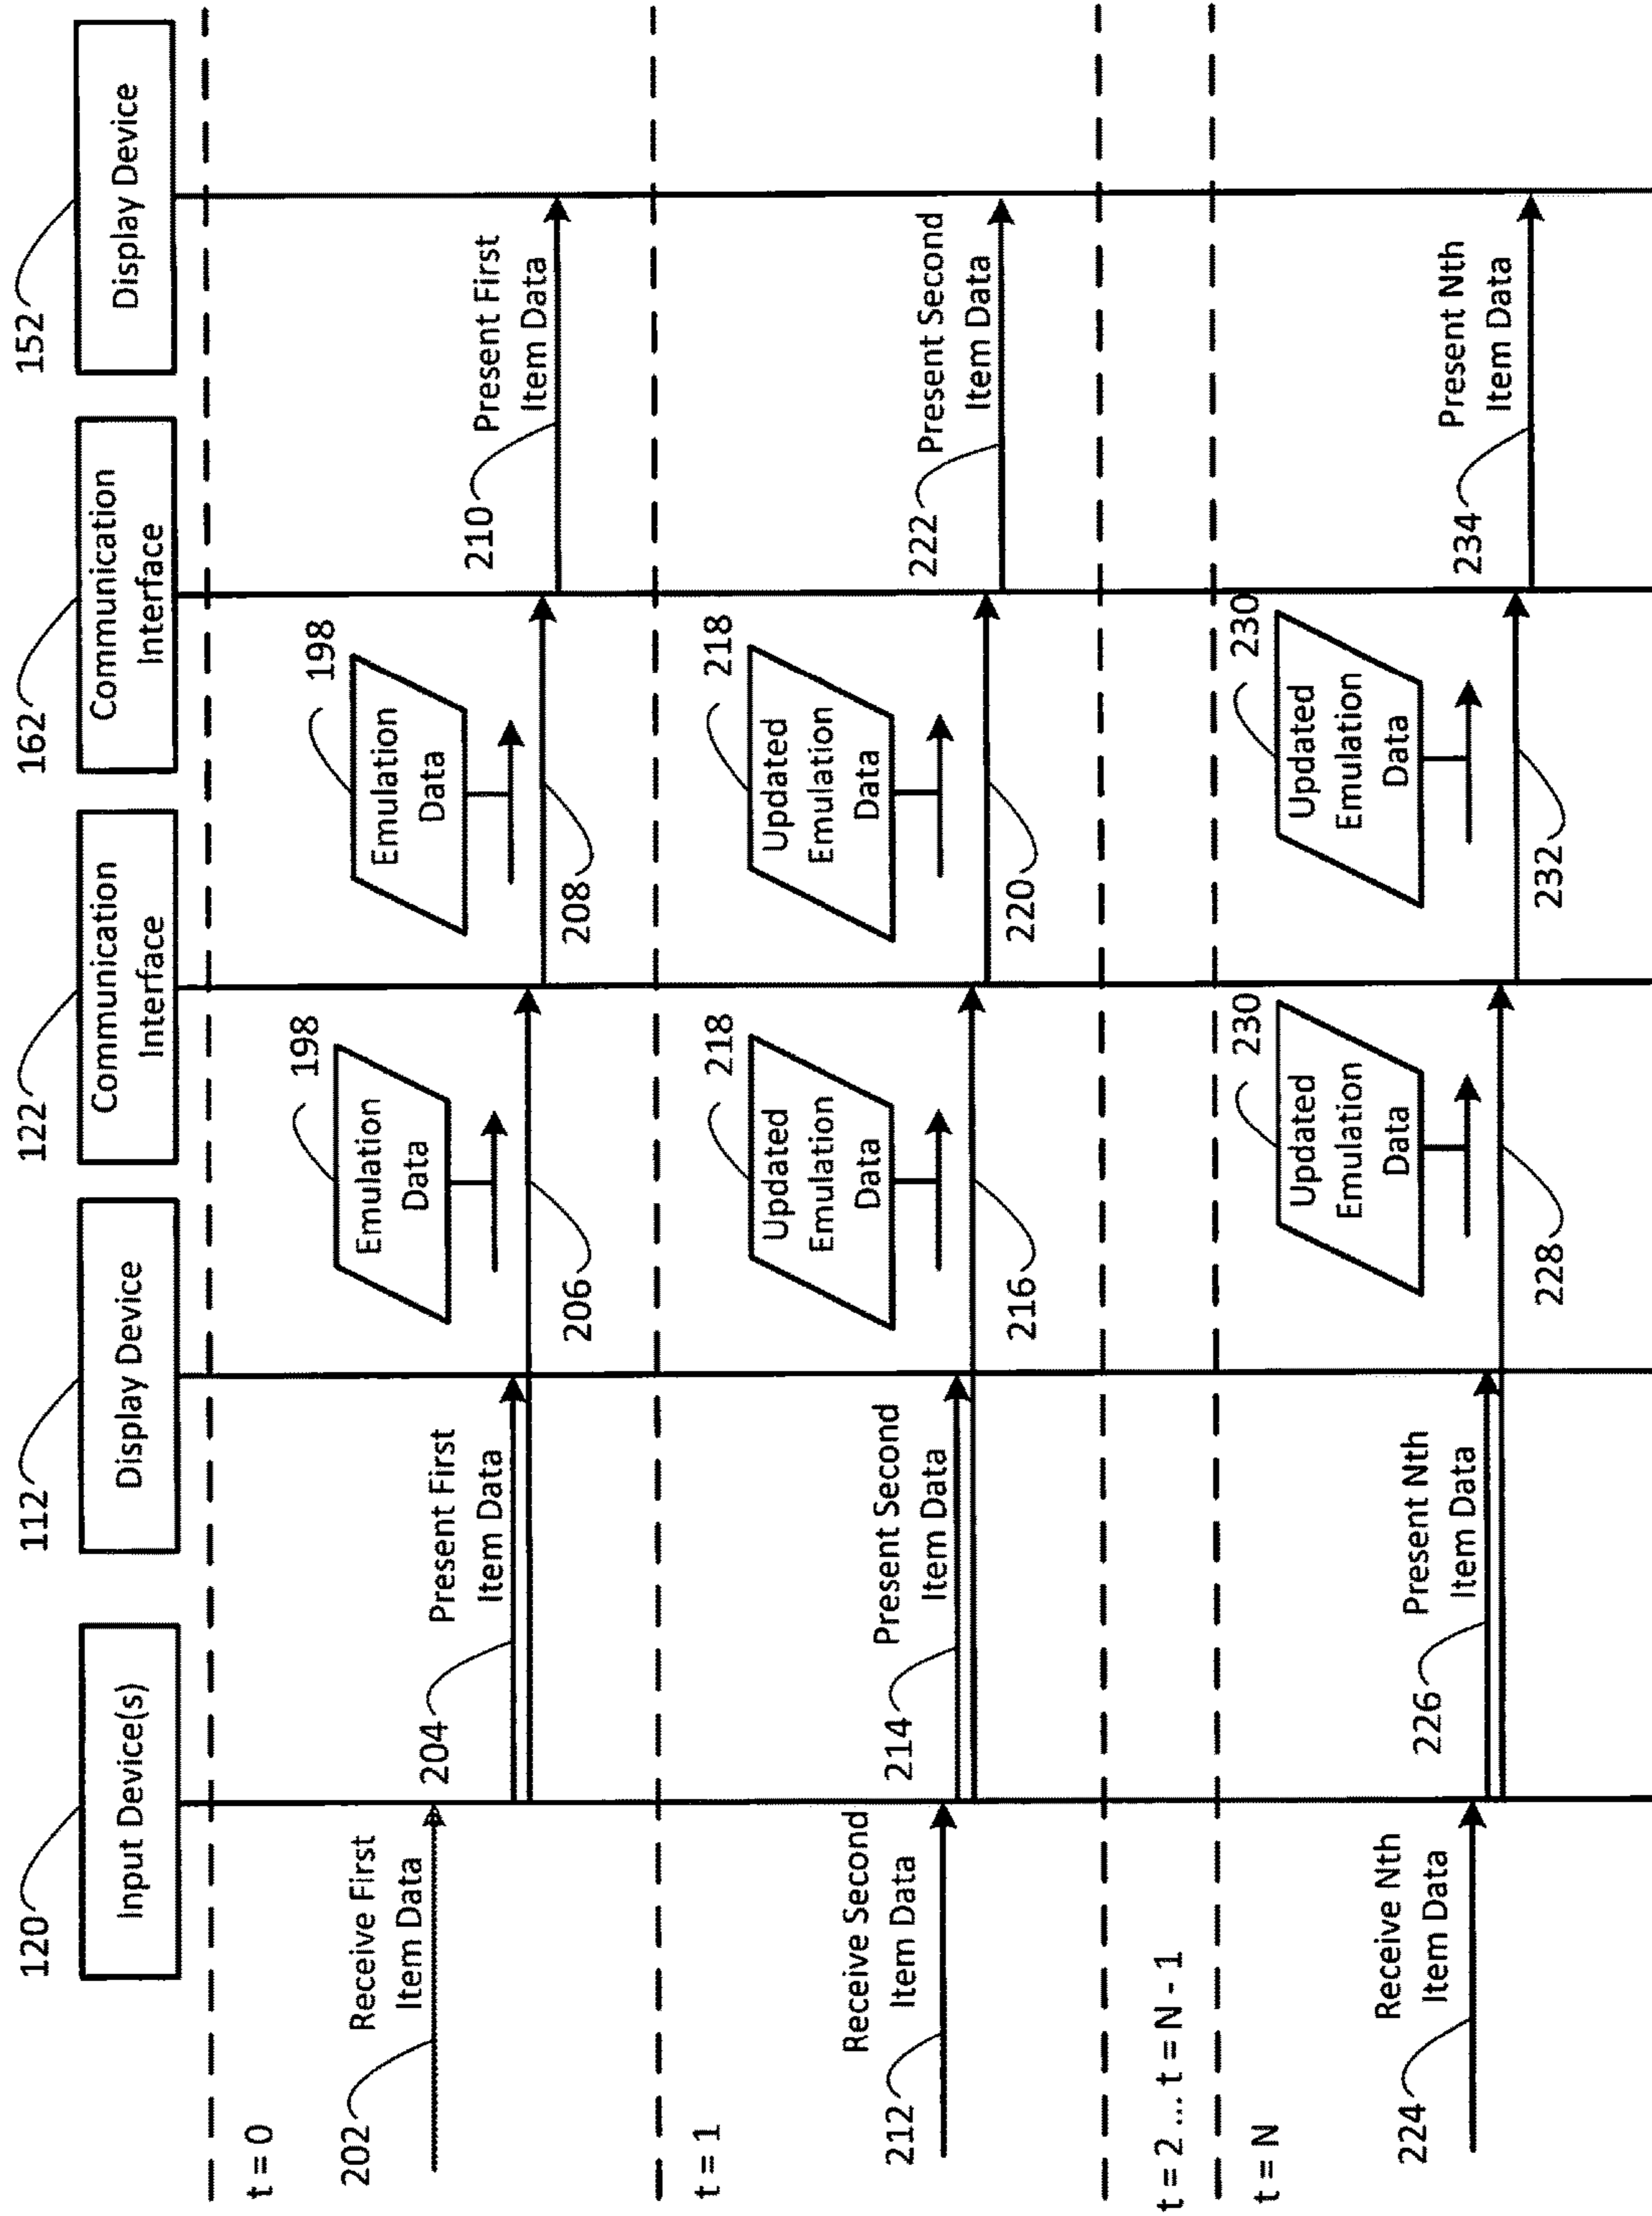 120
Input Device(s)
112
Display Device
122
Communication
Interface
162
Communication
Interface
152
Display Device
t = 0
202
Receive First
Item Data
204
Present First
Item Data
198
Emulation
Data
206
198
Emulation
Data
208
210
Present First
Item Data
t = 1
212
Receive Second
Item Data
214
Present Second
Item Data
218
Updated
Emulation
Data
216
218
Updated
Emulation
Data
220
222
Present Second
Item Data
t = 2 ... t = N - 1
t = N
224
Receive Nth
Item Data
226
Present Nth
Item Data
230
Updated
Emulation
Data
228
230
Updated
Emulation
Data
232
234
Present Nth
Item Data